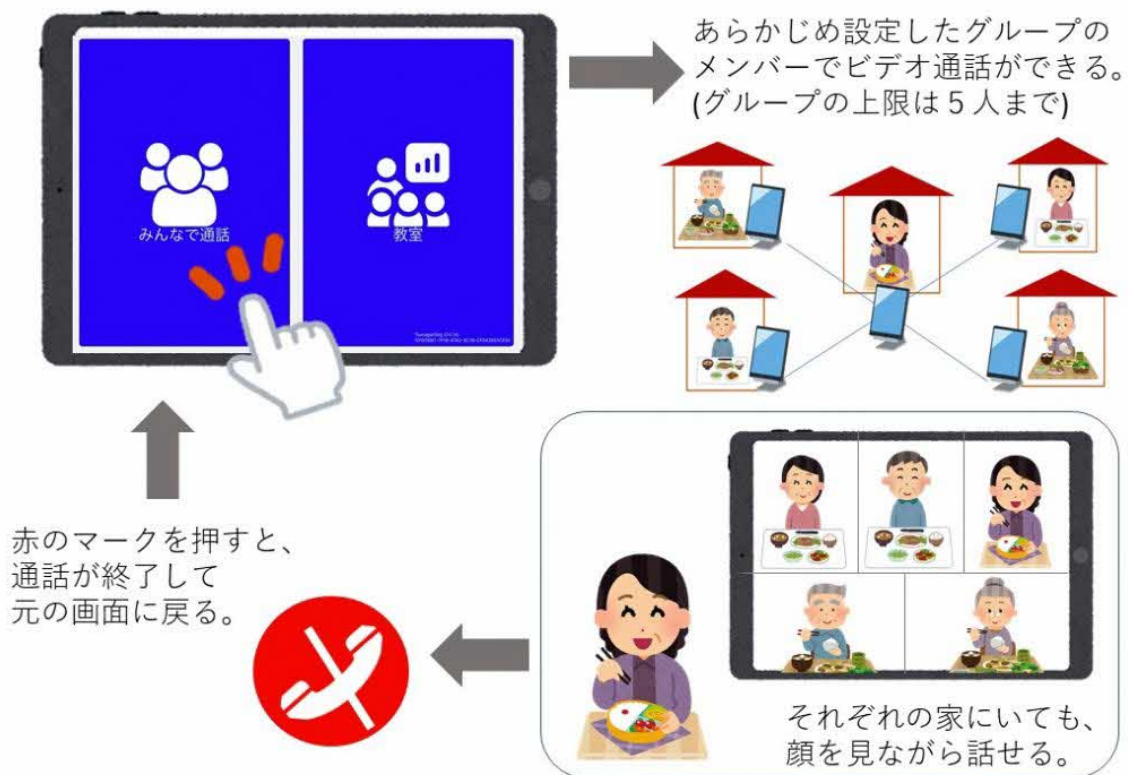 あらかじめ設定したグループの
メンバーでビデオ通話ができる。
(グループの上限は５人まで)
みんなで通話
教室
それぞれの家にいても、
顔を見ながら話せる。
赤のマークを押すと、
通話が終了して
元の画面に戻る。